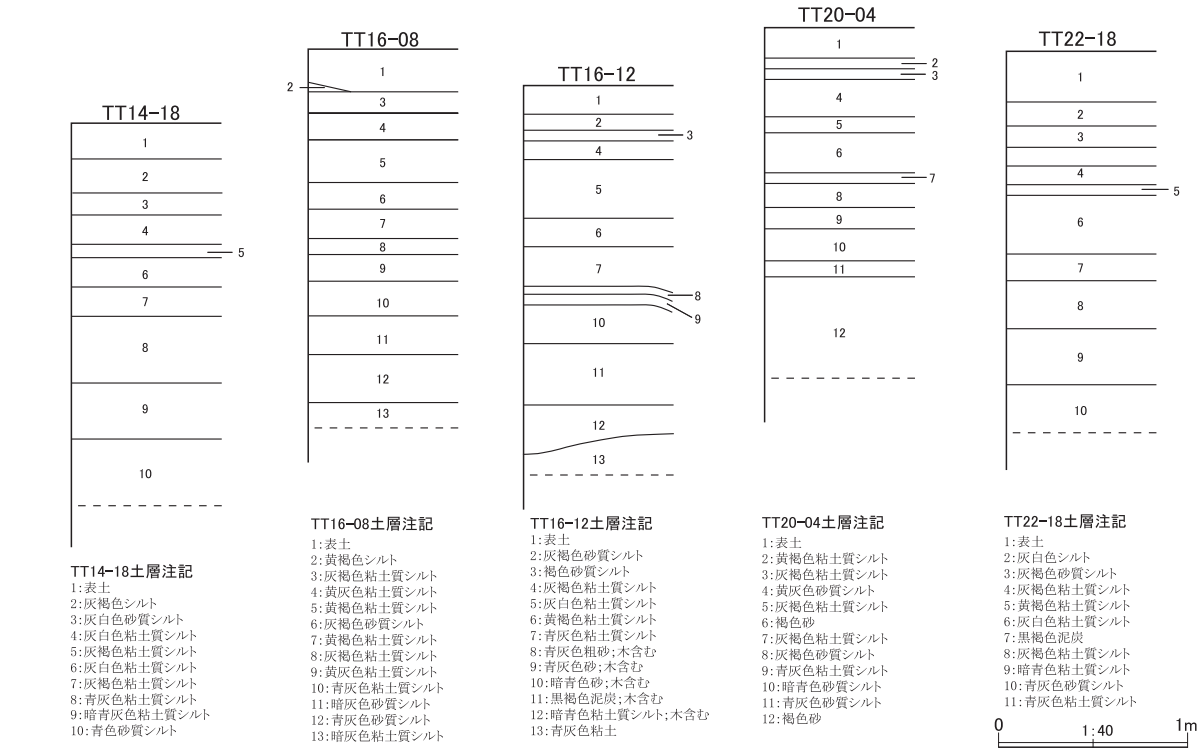 TT14-18
1
2
3
4
5
6
7
8
9
10
TT16-08
1
2
3
4
5
6
7
8
9
10
11
12
13
TT16-12
1
2
3
4
5
6
7
8
9
10
11
12
13
TT20-04
1
2
3
4
5
6
7
8
9
10
11
12
TT22-18
1
2
3
4
5
6
7
8
9
10
TT14-18土層注記
1:表土
2:灰褐色シルト
3:灰白色砂質シルト
4:灰白色粘土質シルト
5:灰褐色粘土質シルト
6:灰白色粘土質シルト
7:灰褐色粘土質シルト
8:青灰色粘土質シルト
9:暗青灰色粘土質シルト
10:青色砂質シルト
TT16-08土層注記
1:表土
2:黄褐色シルト
3:灰褐色粘土質シルト
4:黄灰色粘土質シルト
5:黄褐色粘土質シルト
6:灰褐色砂質シルト
7:黄褐色粘土質シルト
8:灰褐色粘土質シルト
9:黄灰色粘土質シルト
10:青灰色粘土質シルト
11:暗灰色砂質シルト
12:青灰色砂質シルト
13:暗灰色粘土質シルト
TT16-12土層注記
1:表土
2:灰褐色砂質シルト
3:褐色砂質シルト
4:灰褐色粘土質シルト
5:灰白色粘土質シルト
6:黄褐色粘土質シルト
7:青灰色粘土質シルト
8:青灰色粗砂;木含む
9:青灰色砂;木含む
10:暗青色砂;木含む
11:黒褐色泥炭;木含む
12:暗青色粘土質シルト;木含む
13:青灰色粘土
TT20-04土層注記
1:表土
2:黄褐色粘土質シルト
3:灰褐色粘土質シルト
4:黄灰色砂質シルト
5:灰褐色粘土質シルト
6:褐色砂
7:灰褐色粘土質シルト
8:灰褐色砂質シルト
9:青灰色粘土質シルト
10:暗青色砂質シルト
11:青灰色砂質シルト
12:褐色砂
TT22-18土層注記
1:表土
2:灰白色シルト
3:灰褐色砂質シルト
4:灰褐色粘土質シルト
5:黄褐色粘土質シルト
6:灰白色粘土質シルト
7:黒褐色泥炭
8:灰褐色粘土質シルト
9:暗青色粘土質シルト
10:青灰色砂質シルト
11:青灰色粘土質シルト
0 1:40 1m